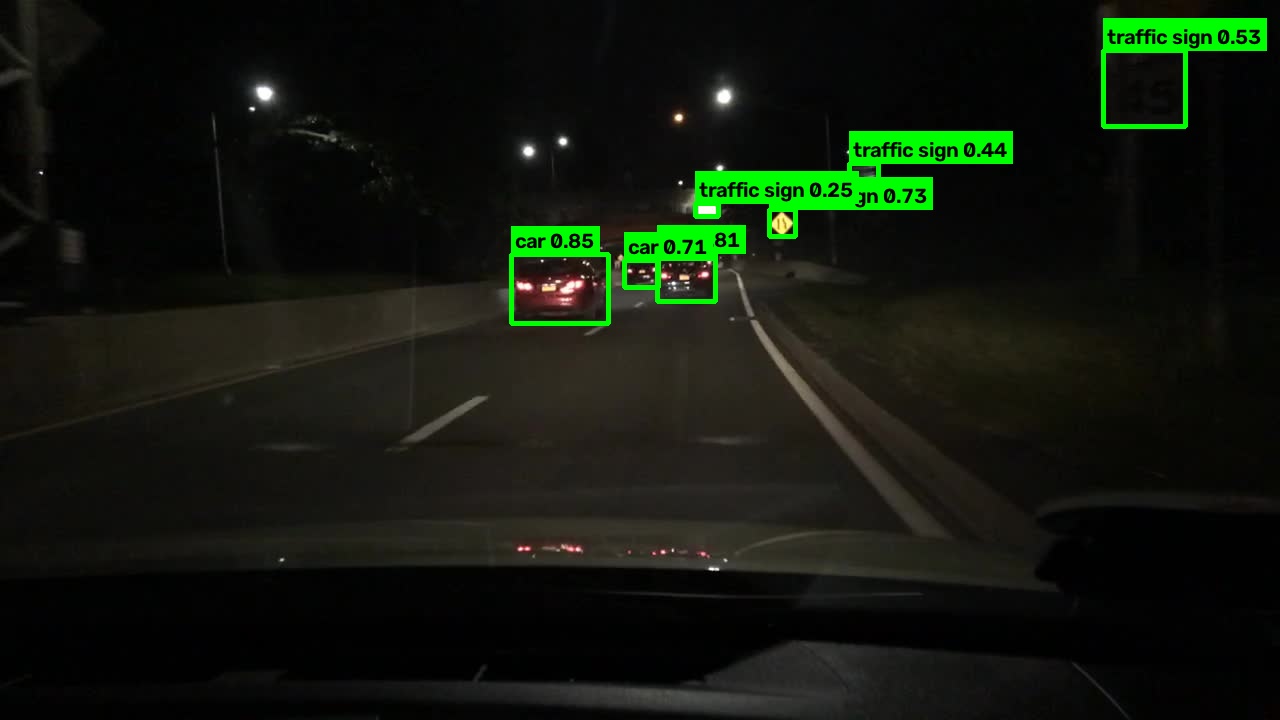 traffic sign 0.53
traffic sign 0.44
traffic sign 0.25
gn 0.73
car 0.85
81
car 0.71